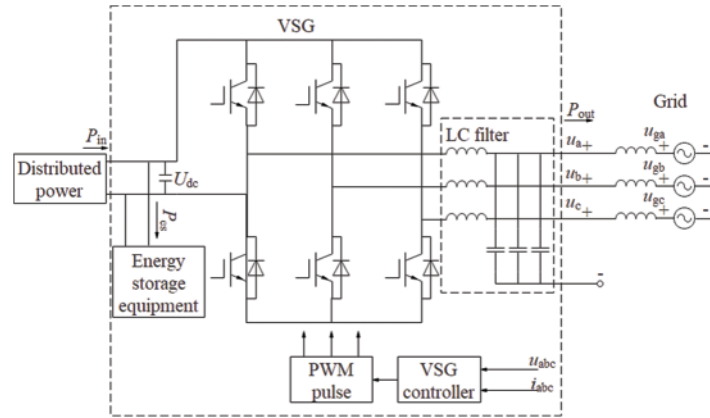 VSG
P_out
Grid
P_in
LC filter
u_a+
u_ga
+
-
Distributed
power
U_dc
u_b+
u_gb
+
-
P_es
u_c+
u_gc
+
-
Energy
storage
equipment
-
PWM
pulse
VSG
controller
u_abc
i_abc